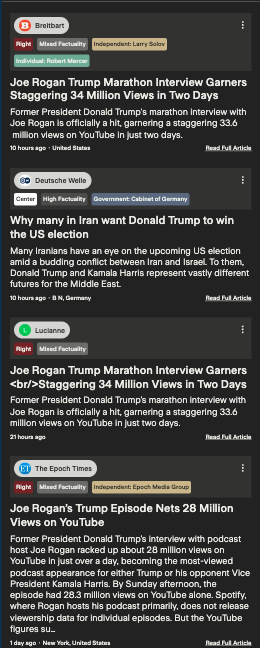 Breitbart
Right Mixed Factuality Independent: Larry Solov
Individual: Robert Mercer
Joe Rogan Trump Marathon Interview Garners
Staggering 34 Million Views in Two Days
Former President Donald Trump's marathon interview with
Joe Rogan is officially a hit, garnering a staggering 33.6
million views on YouTube in just two days.
10 hours ago · United States Read Full Article
DW Deutsche Welle
Center High Factuality Government: Cabinet of Germany
Why many in Iran want Donald Trump to win
the US election
Many Iranians have an eye on the upcoming US election
amid a budding conflict between Iran and Israel. To them,
Donald Trump and Kamala Harris represent vastly different
futures for the Middle East.
10 hours ago · B N, Germany Read Full Article
L Lucianne
Right Mixed Factuality
Joe Rogan Trump Marathon Interview Garners
<br/>Staggering 34 Million Views in Two Days
Former President Donald Trump's marathon interview with
Joe Rogan is officially a hit, garnering a staggering 33.6
million views on YouTube in just two days.
21 hours ago Read Full Article
ET The Epoch Times
Right Mixed Factuality Independent: Epoch Media Group
Joe Rogan's Trump Episode Nets 28 Million
Views on YouTube
Former President Donald Trump's interview with podcast
host Joe Rogan racked up about 28 million views on
YouTube in just over a day, becoming the most-viewed
podcast appearance for either Trump or his opponent Vice
President Kamala Harris. By Sunday afternoon, the
episode had 28.3 million views on YouTube alone. Spotify,
where Rogan hosts his podcast primarily, does not release
viewership data for individual episodes. But the YouTube
figures su...
1 day ago · New York, United States Read Full Article